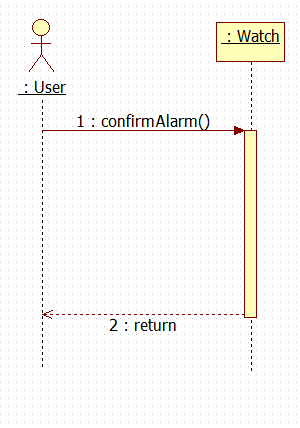 : User
: Watch
1 : confirmAlarm()
2 : return